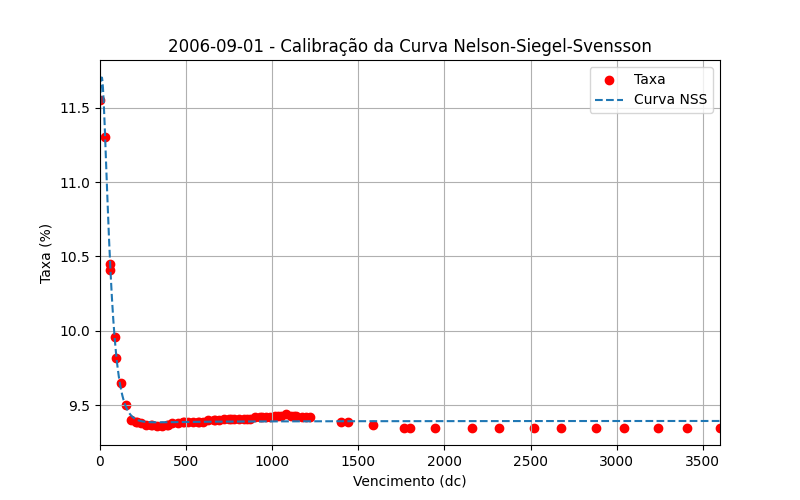 2006-09-01 - Calibração da Curva Nelson-Siegel-Svensson
Taxa
Curva NSS
Taxa (%)
11.5
11.0
10.5
10.0
9.5
0 500 1000 1500 2000 2500 3000 3500
Vencimento (dc)